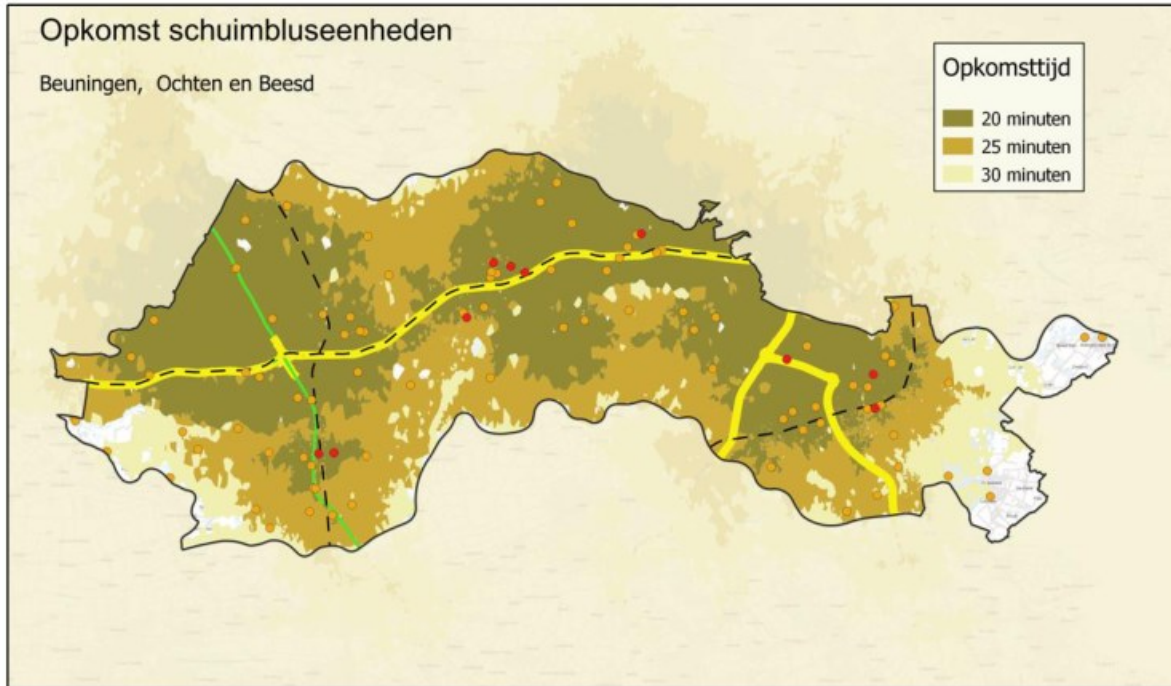 Opkomst schuimbluseenheden
Beuningen, Ochten en Beesd
Opkomsttijd
20 minuten
25 minuten
30 minuten